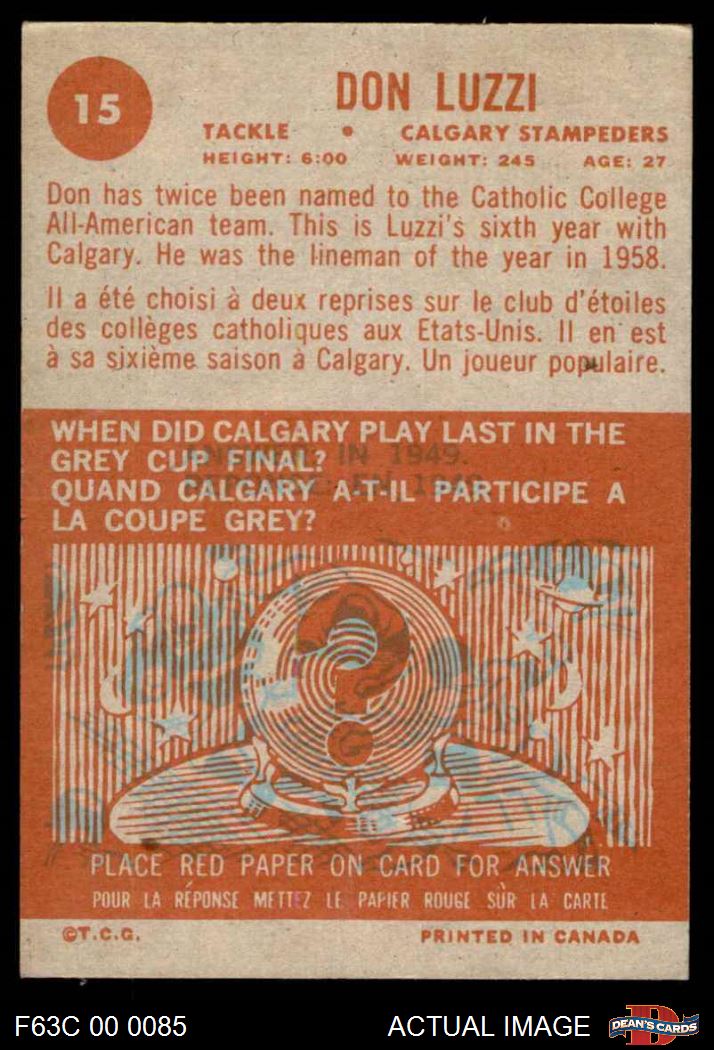 15
DON LUZZI
TACKLE • CALGARY STAMPEDERS
HEIGHT: 6:00 WEIGHT: 245 AGE: 27
Don has twice been named to the Catholic College
All-American team. This is Luzzi's sixth year with
Calgary. He was the lineman of the year in 1958.
Il a été choisi à deux reprises sur le club d'étoiles
des collèges catholiques aux Etats-Unis. Il en est
à sa sixième saison à Calgary. Un joueur populaire.
WHEN DID CALGARY PLAY LAST IN THE
GREY CUP FINAL?
QUAND CALGARY A-T-IL PARTICIPE A
LA COUPE GREY?
ANSWER: IN 1949.
EN 1949
?
PLACE RED PAPER ON CARD FOR ANSWER
POUR LA RÉPONSE METTEZ LE PAPIER ROUGE SÙR LA CARTE
©T.C.G. PRINTED IN CANADA
F63C 00 0085 ACTUAL IMAGE DEAN'S CARDS